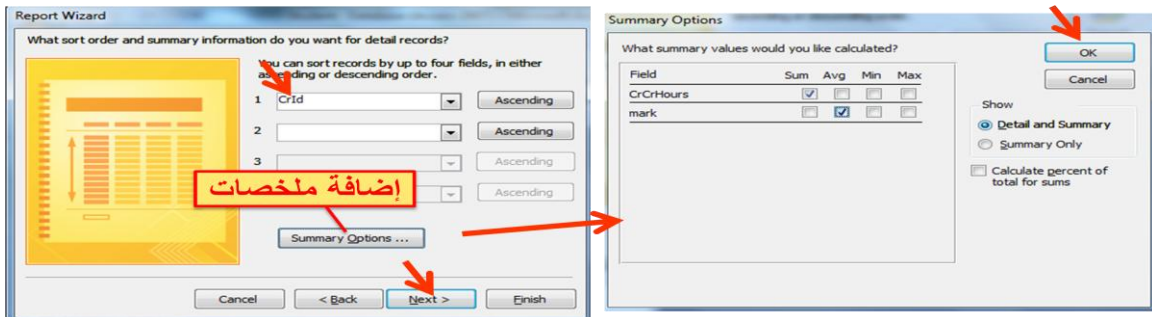 Report Wizard
What sort order and summary information do you want for detail records?
You can sort records by up to four fields, in either
ascending or descending order.
1 CrId Ascending
2 Ascending
3 Ascending
Ascending
إضافة ملخصات
Summary Options ...
Cancel < Back Next > Finish
Summary Options
What summary values would you like calculated?
Field Sum Avg Min Max
CrCrHours
mark
OK
Cancel
Show
Detail and Summary
Summary Only
Calculate percent of
total for sums